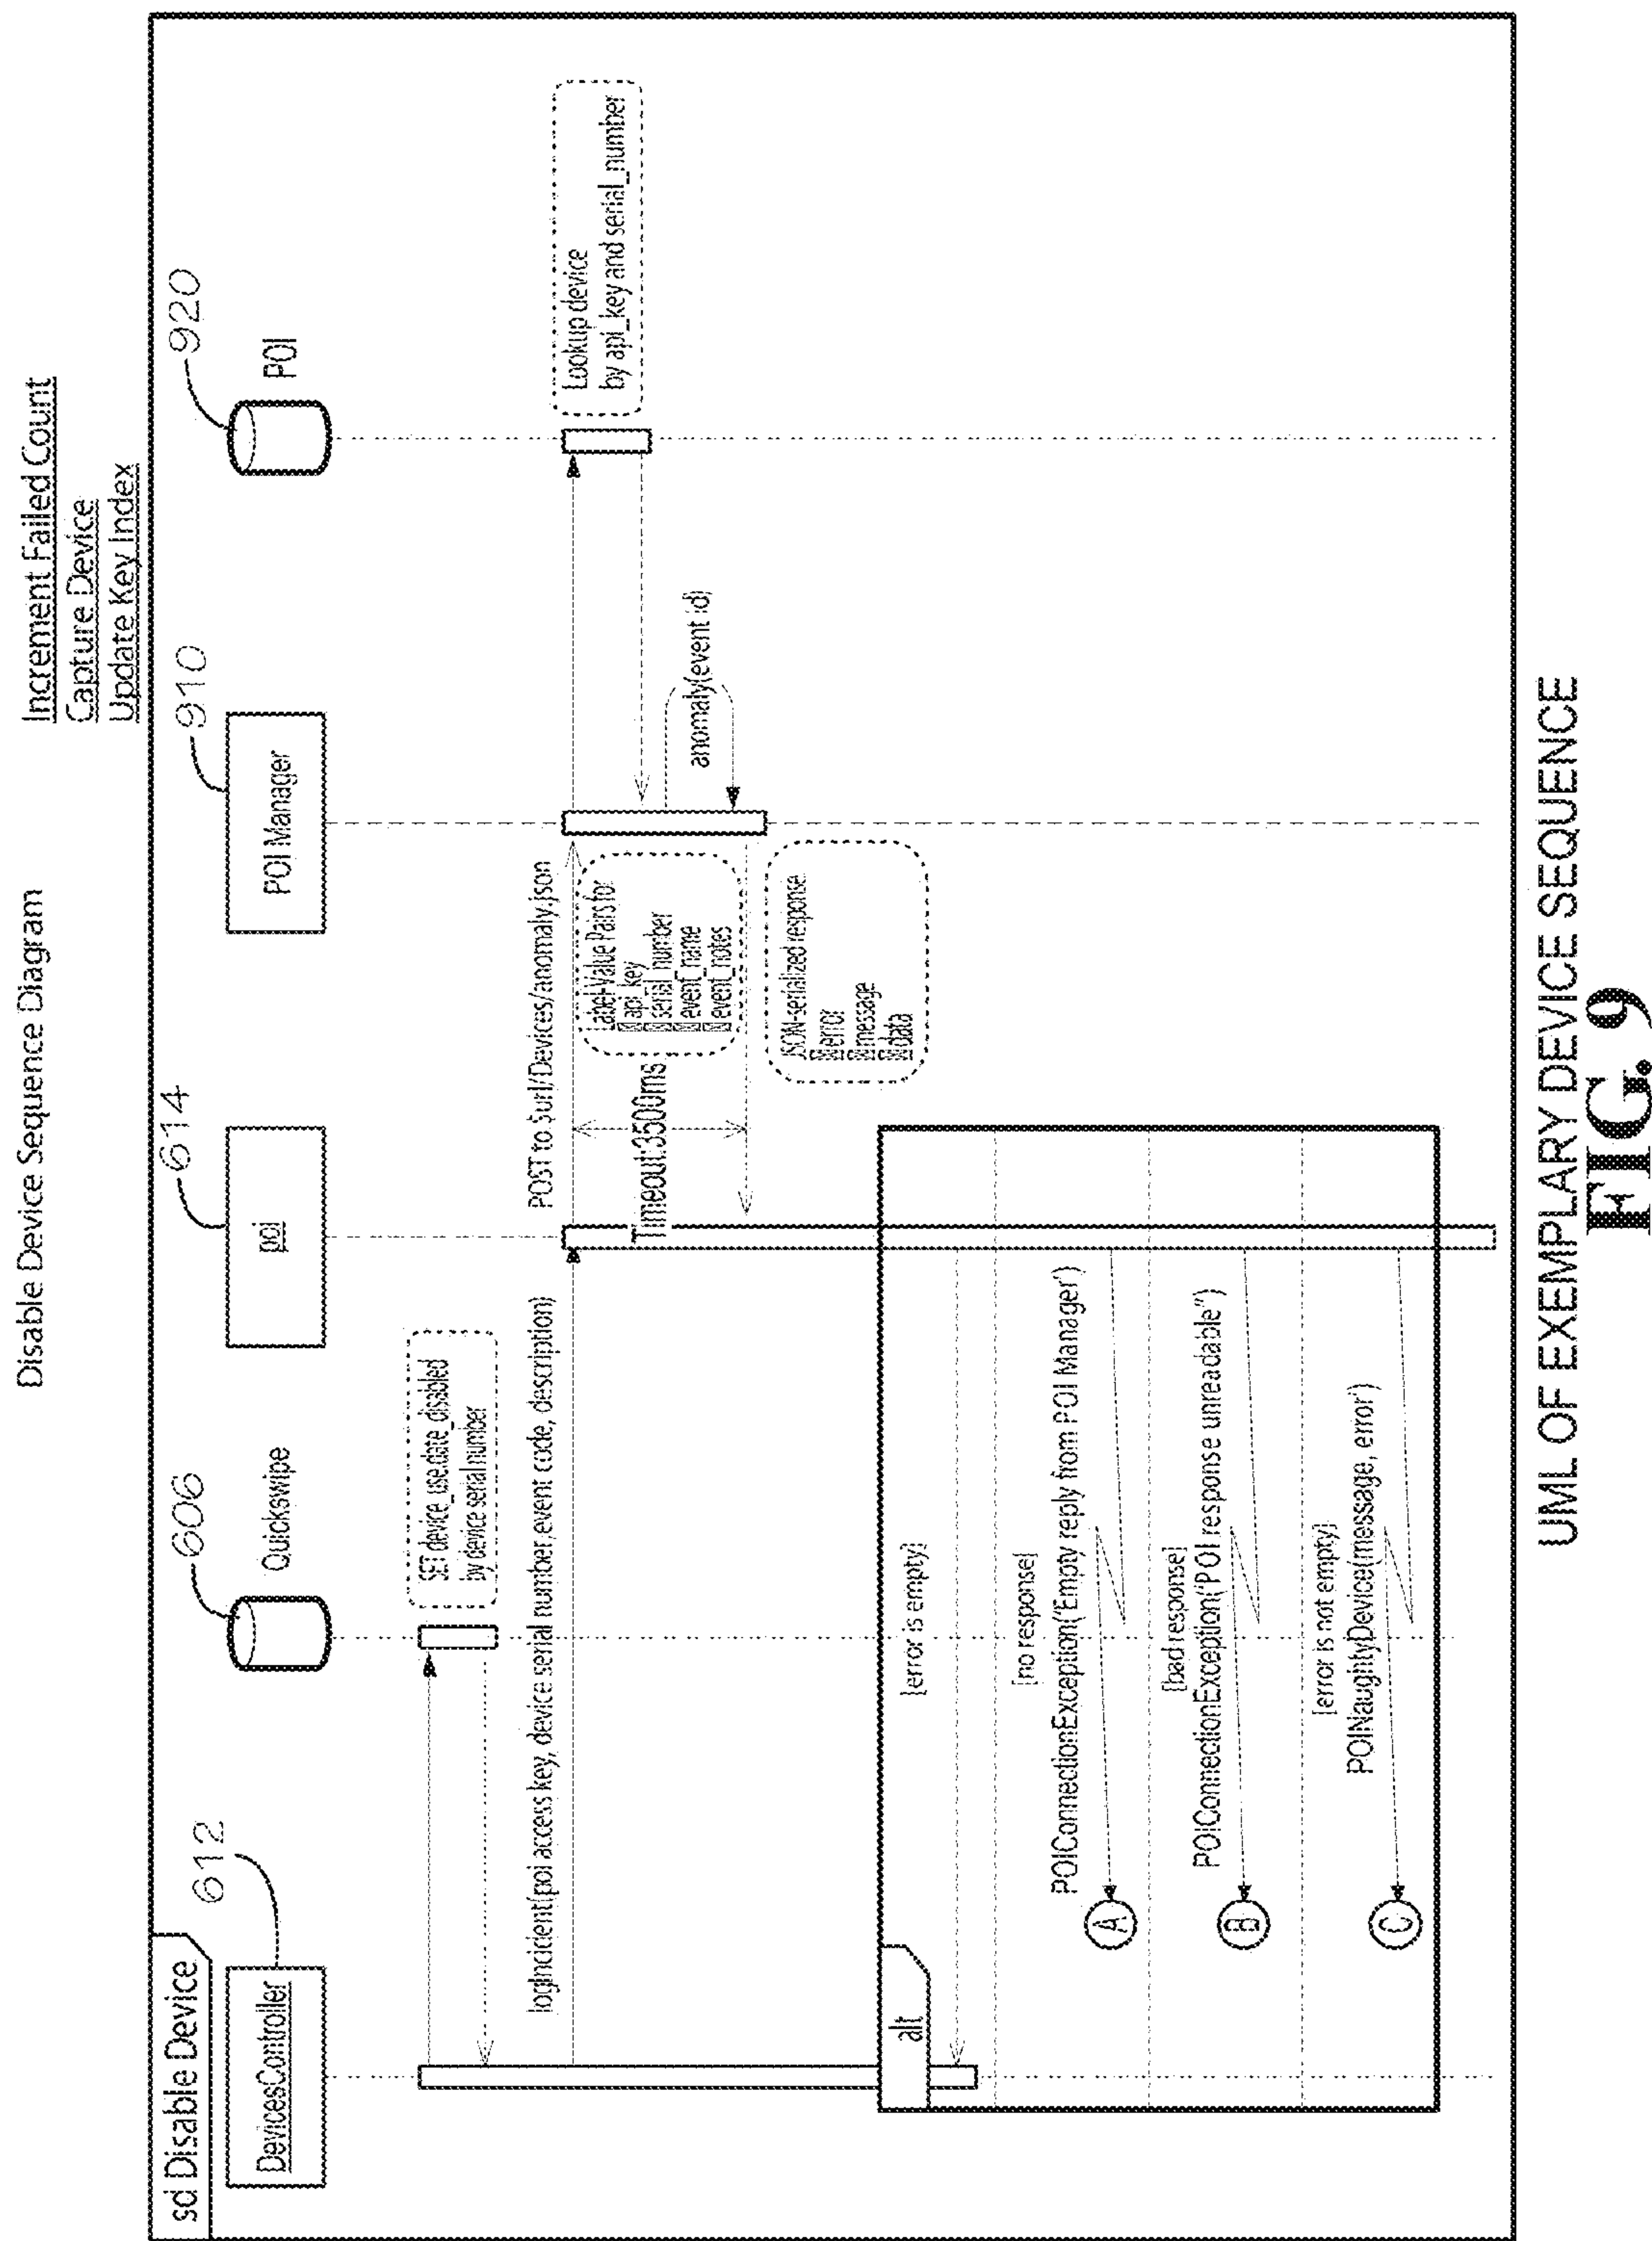 Disable Device Sequence Diagram
Increment Failed Count
Capture Device
Update Key Index
sd Disable Device
612
606
614
910
920
DevicesController
Quickswipe
poi
POI Manager
POI
SET device_use.date_disabled
by device serial number
logIncident(poi access key, device serial number, event code, description)
POST to $url/Devices/anomaly.json
Lookup device
by api_key and serial_number
Label-Value Pairs for
api_key
serial_number
event_name
event_notes
Timeout:3500ms
anomaly(event id)
JSON-serialized response
error
message
data
alt
[error is empty]
[no response]
POIConnectionException('Empty reply from POI Manager')
A
[bad response]
POIConnectionException('POI response unreadable")
B
[error is not empty]
POINaughtyDevice(message, error')
C
UML OF EXEMPLARY DEVICE SEQUENCE
FIG. 9